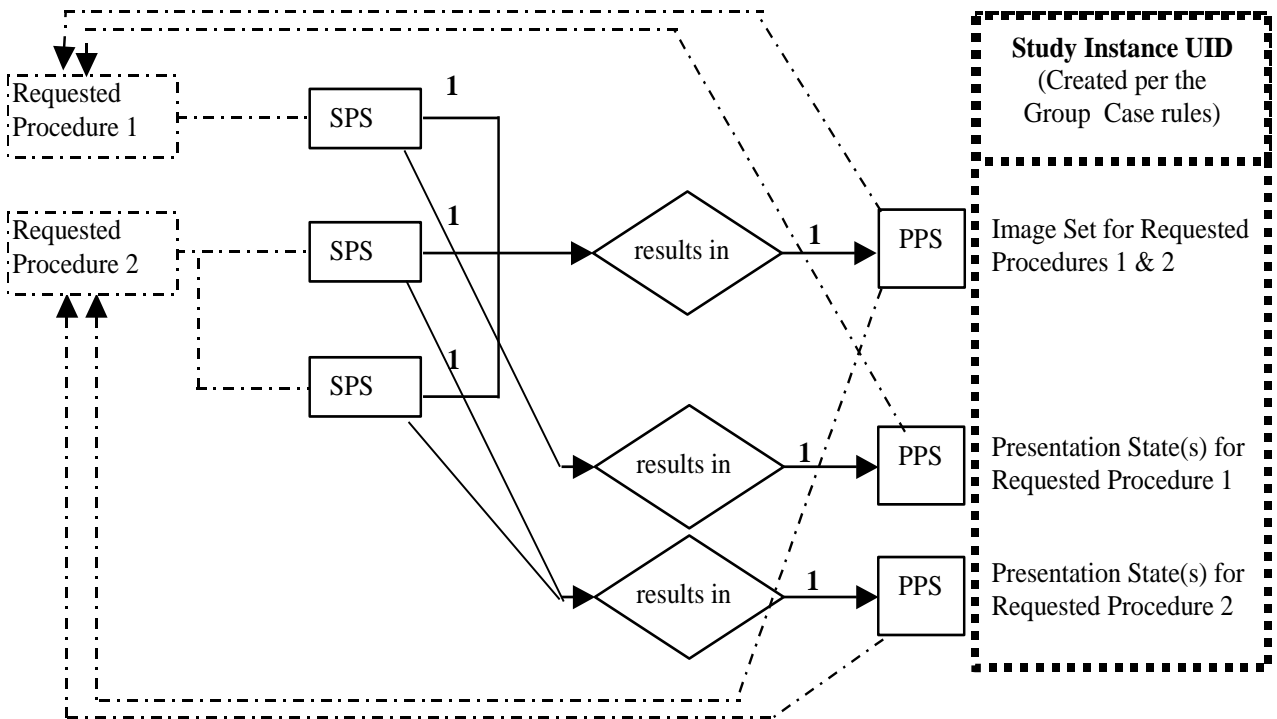 Study Instance UID
(Created per the
Group Case rules)
Requested
Procedure 1
SPS
1
Requested
Procedure 2
SPS
1
results in
1
PPS
Image Set for Requested
Procedures 1 & 2
SPS
1
results in
1
PPS
Presentation State(s) for
Requested Procedure 1
results in
1
PPS
Presentation State(s) for
Requested Procedure 2